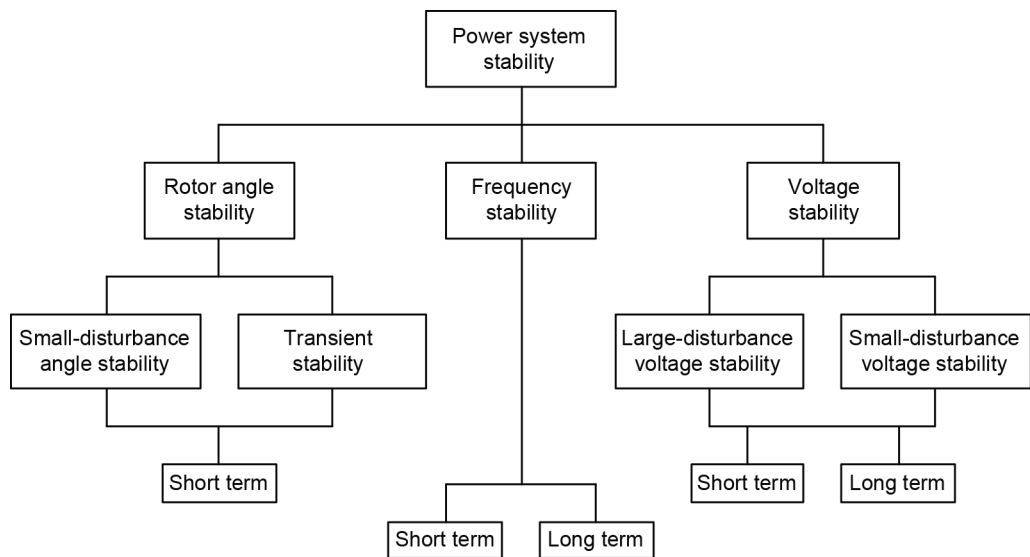 Power system
stability
Rotor angle
stability
Frequency
stability
Voltage
stability
Small-disturbance
angle stability
Transient
stability
Large-disturbance
voltage stability
Small-disturbance
voltage stability
Short term
Short term
Long term
Short term
Long term